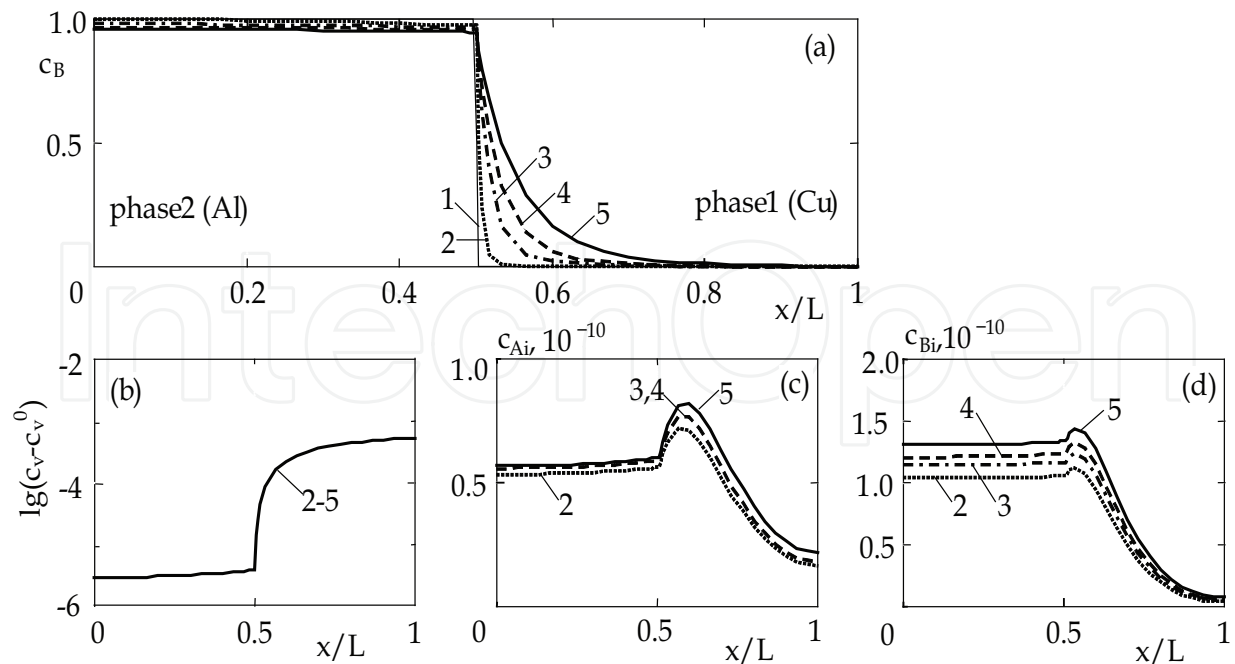 1.0
(a)
c_B
0.5
3
4
5
phase2 (Al)
1
phase1 (Cu)
2
0
0.2
0.4
0.6
0.8
1
x/L
IntechOpen
-2
(b)
lg(c_v-c_v^0)
-4
2-5
-6
0
0.5
1
x/L
c_Ai, 10^-10
1.0
(c)
3,4
5
0.5
2
0
0.5
1
x/L
c_Bi,10^-10
2.0
(d)
5
1.5
4
1.0
2
3
0.5
0
0.5
1
x/L